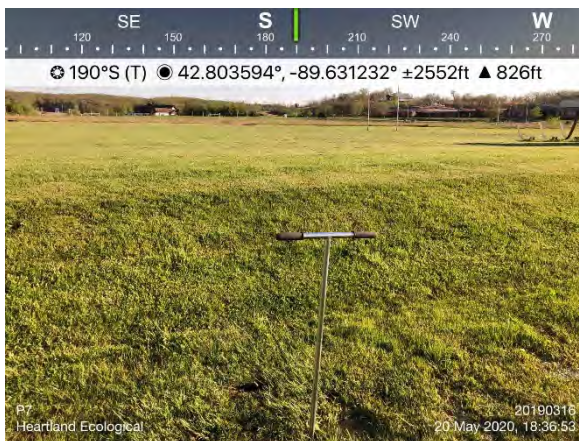 SE S SW W
120 150 180 210 240 270
190°S (T) 42.803594°, -89.631232° ±2552ft ▲ 826ft
P7
Heartland Ecological
20190316
20 May 2020, 18:36:53